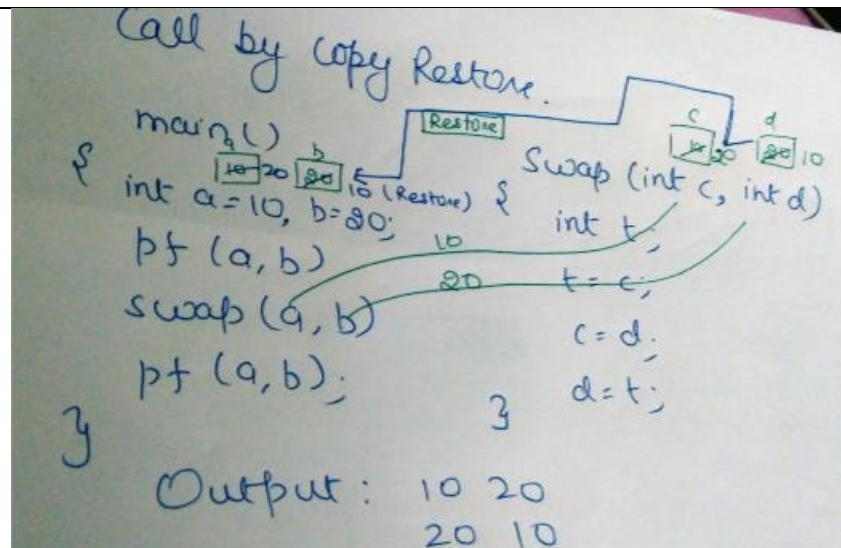 Call by Copy Restore.
Restore
main()
{
a b
10 20 20 10 (Restore)
int a=10, b=20;
pf (a,b)
swap (a,b)
pf (a,b);
}
10
20
c d
10 20 20 10
Swap (int c, int d)
{
int t;
t = c;
c = d;
d = t;
}
Output : 10 20
20 10